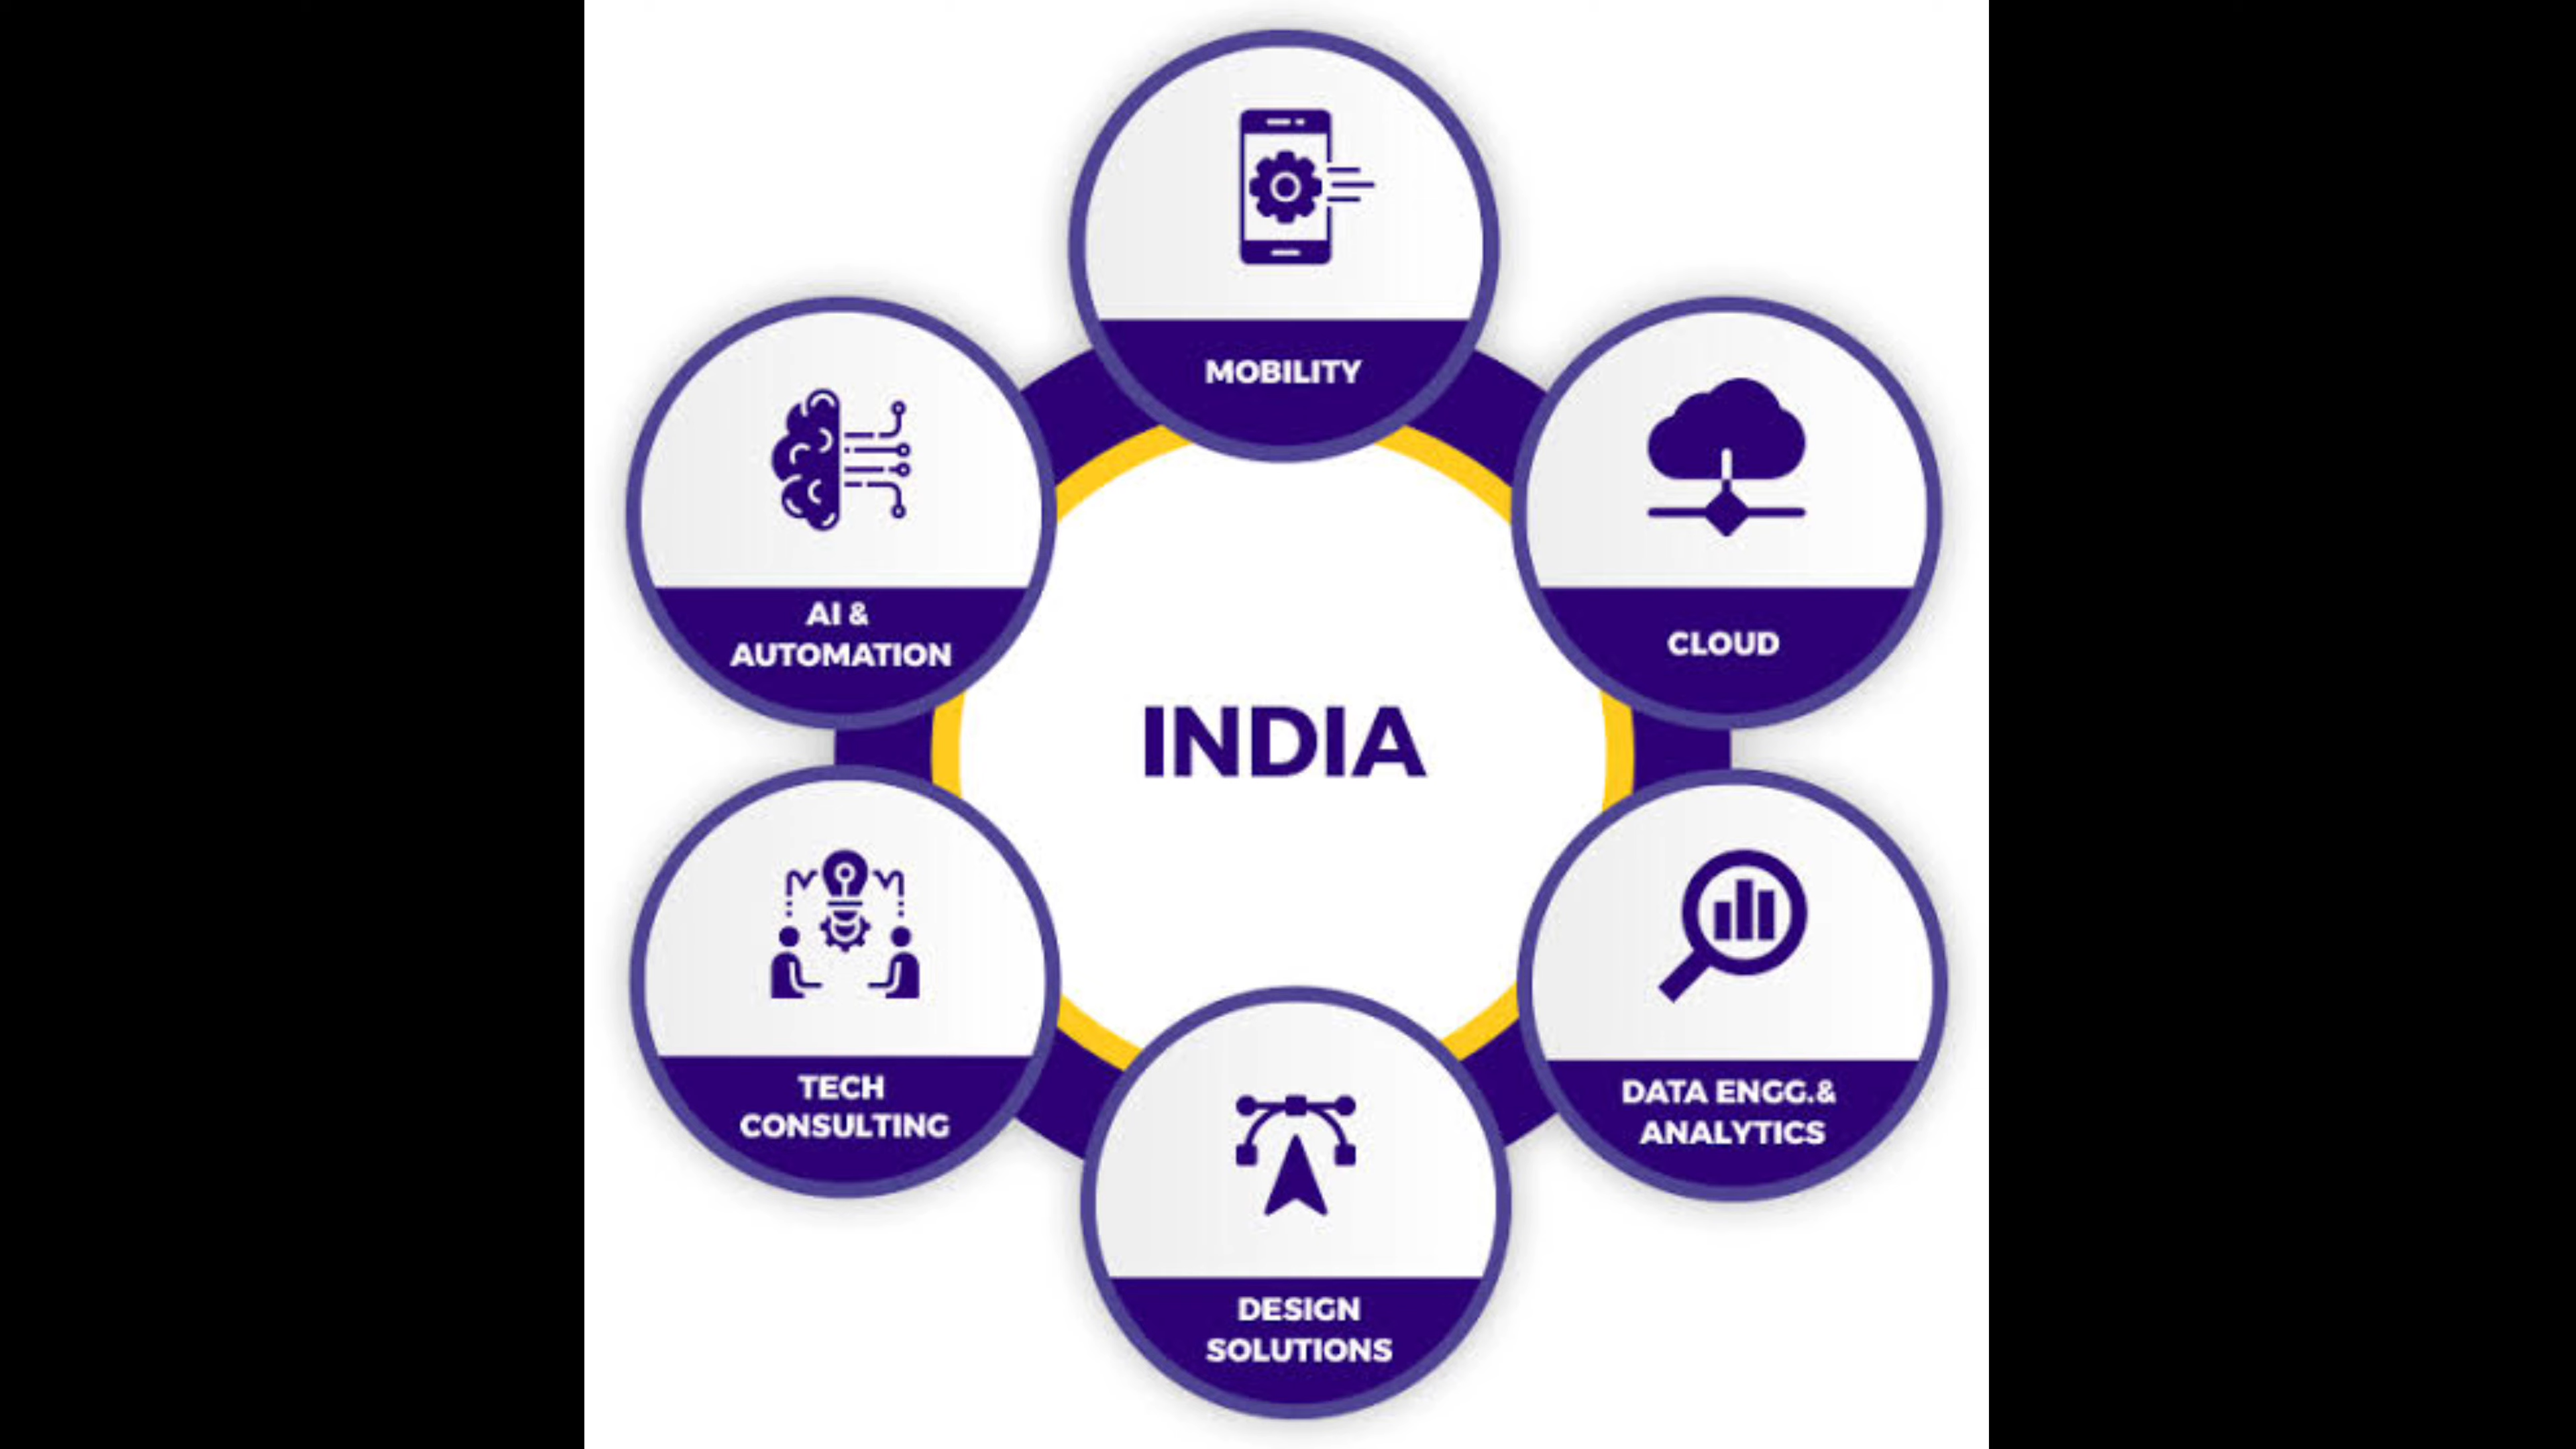 MOBILITY
CLOUD
DATA ENGG.&
ANALYTICS
DESIGN
SOLUTIONS
TECH
CONSULTING
AI &
AUTOMATION
INDIA